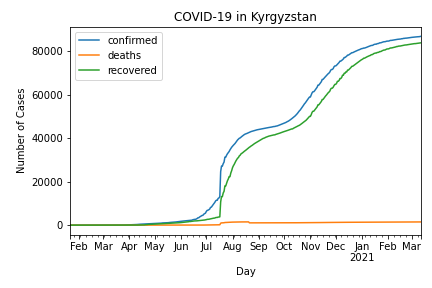 COVID-19 in Kyrgyzstan
confirmed
deaths
recovered
Number of Cases
80000
60000
40000
20000
0
Feb Mar Apr May Jun Jul Aug Sep Oct Nov Dec Jan Feb Mar
2021
Day